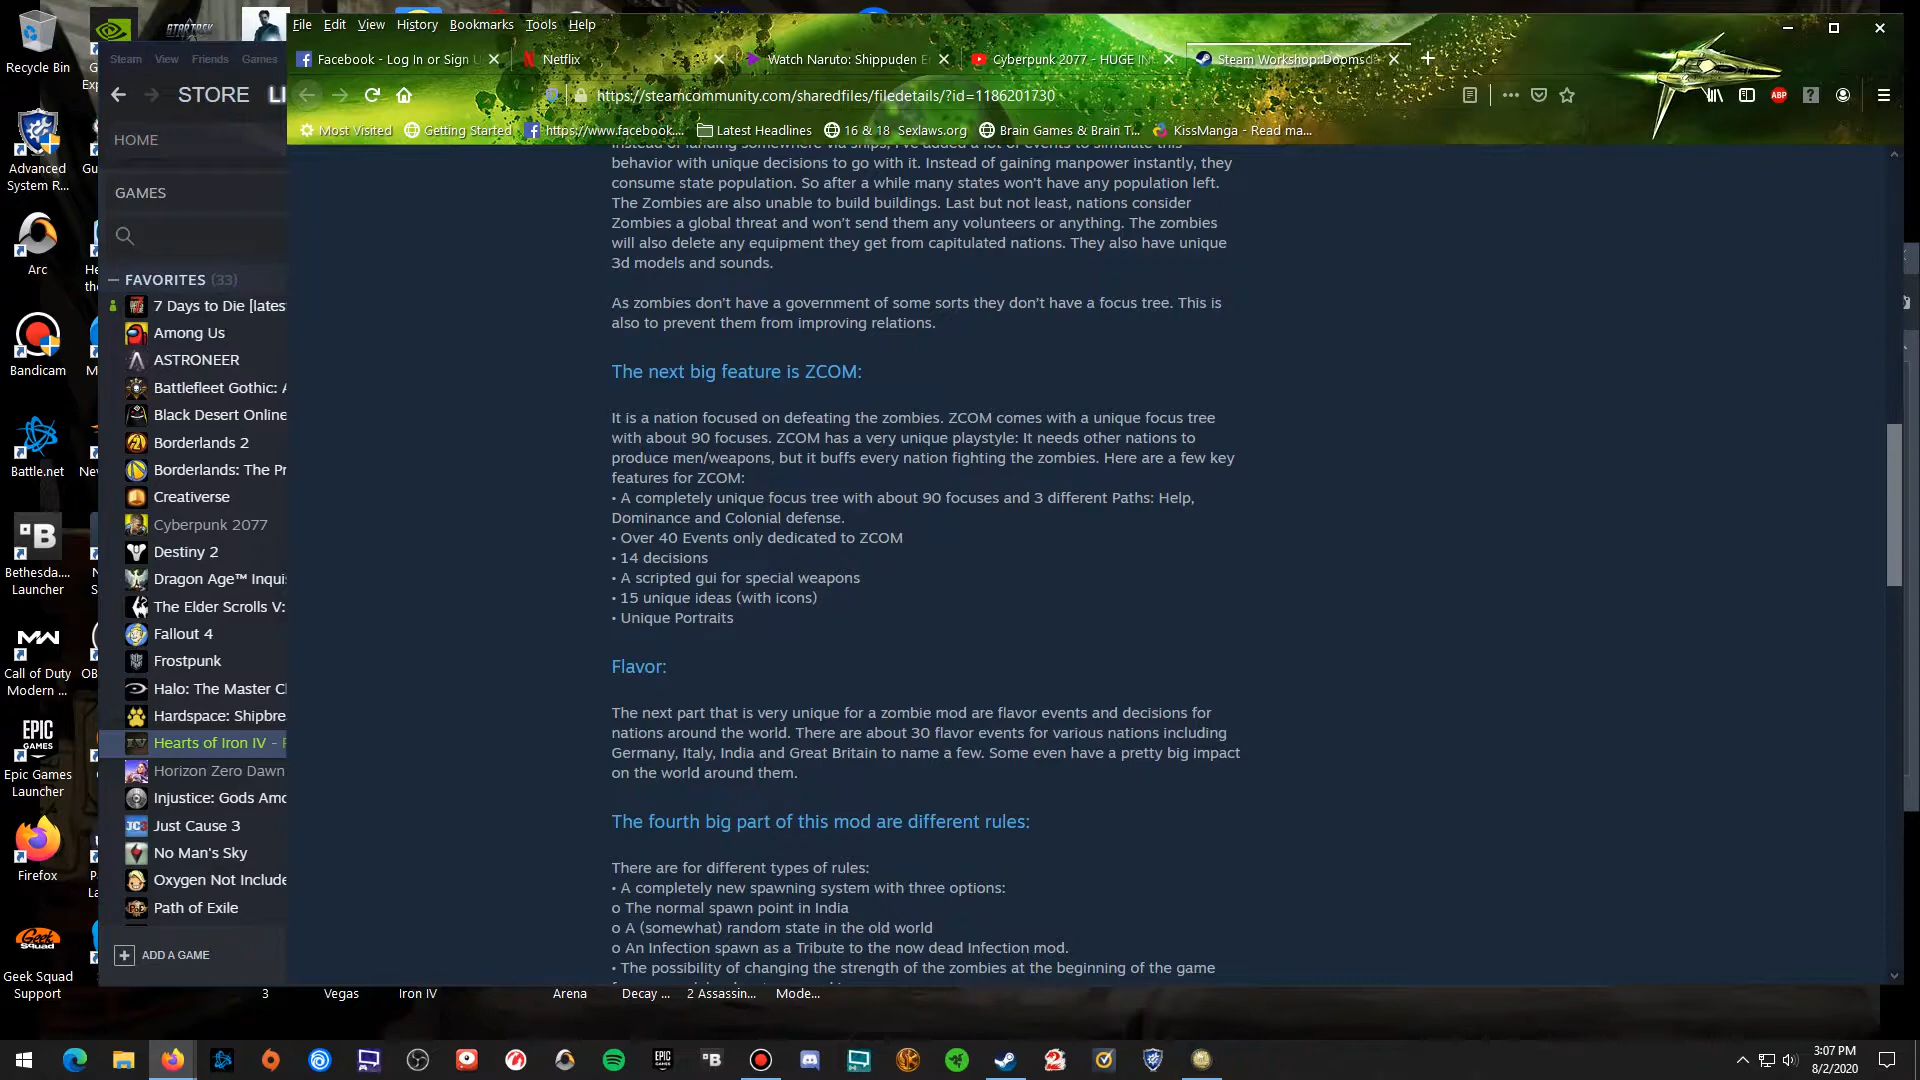 File Edit View History Bookmarks Tools Help
Recycle Bin
Steam View Friends Games
Facebook - Log In or Sign U
Netflix
Watch Naruto: Shippuden E
Cyberpunk 2077 - HUGE IN
Steam Workshop::Doomsd
STORE LI
https://steamcommunity.com/sharedfiles/filedetails/?id=1186201730
Most Visited
Getting Started
https://www.facebook....
Latest Headlines
16 & 18 Sexlaws.org
Brain Games & Brain T...
KissManga - Read ma...
HOME
GAMES
FAVORITES (33)
7 Days to Die [lates
Among Us
ASTRONEER
Battlefleet Gothic: A
Black Desert Online
Borderlands 2
Borderlands: The Pr
Creativerse
Cyberpunk 2077
Destiny 2
Dragon Age™ Inqui
The Elder Scrolls V:
Fallout 4
Frostpunk
Halo: The Master C
Hardspace: Shipbre
Hearts of Iron IV -
Horizon Zero Dawn
Injustice: Gods Amo
Just Cause 3
No Man's Sky
Oxygen Not Include
Path of Exile
ADD A GAME
Advanced
System R...
Arc
Bandicam
Battle.net
Bethesda....
Launcher
Call of Duty
Modern ...
Epic Games
Launcher
Firefox
Geek Squad
Support
instead of landing somewhere via ships, I've added a lot of events to simulate this
behavior with unique decisions to go with it. Instead of gaining manpower instantly, they
consume state population. So after a while many states won't have any population left.
The Zombies are also unable to build buildings. Last but not least, nations consider
Zombies a global threat and won't send them any volunteers or anything. The zombies
will also delete any equipment they get from capitulated nations. They also have unique
3d models and sounds.
As zombies don't have a government of some sorts they don't have a focus tree. This is
also to prevent them from improving relations.
The next big feature is ZCOM:
It is a nation focused on defeating the zombies. ZCOM comes with a unique focus tree
with about 90 focuses. ZCOM has a very unique playstyle: It needs other nations to
produce men/weapons, but it buffs every nation fighting the zombies. Here are a few key
features for ZCOM:
• A completely unique focus tree with about 90 focuses and 3 different Paths: Help,
Dominance and Colonial defense.
• Over 40 Events only dedicated to ZCOM
• 14 decisions
• A scripted gui for special weapons
• 15 unique ideas (with icons)
• Unique Portraits
Flavor:
The next part that is very unique for a zombie mod are flavor events and decisions for
nations around the world. There are about 30 flavor events for various nations including
Germany, Italy, India and Great Britain to name a few. Some even have a pretty big impact
on the world around them.
The fourth big part of this mod are different rules:
There are for different types of rules:
• A completely new spawning system with three options:
o The normal spawn point in India
o A (somewhat) random state in the old world
o An Infection spawn as a Tribute to the now dead Infection mod.
• The possibility of changing the strength of the zombies at the beginning of the game
3 Vegas Iron IV Arena Decay ... 2 Assassin... Mode...
3:07 PM
8/2/2020